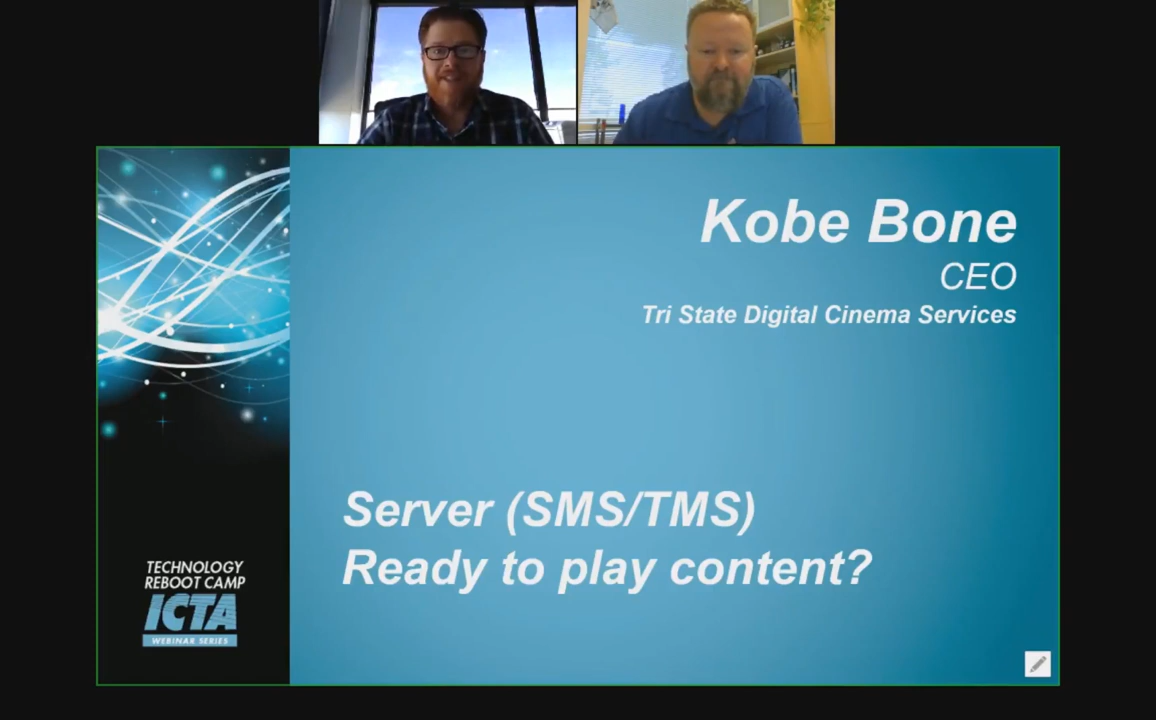 Kobe Bone
CEO
Tri State Digital Cinema Services
Server (SMS/TMS)
Ready to play content?
TECHNOLOGY
REBOOT CAMP
ICTA
WEBINAR SERIES